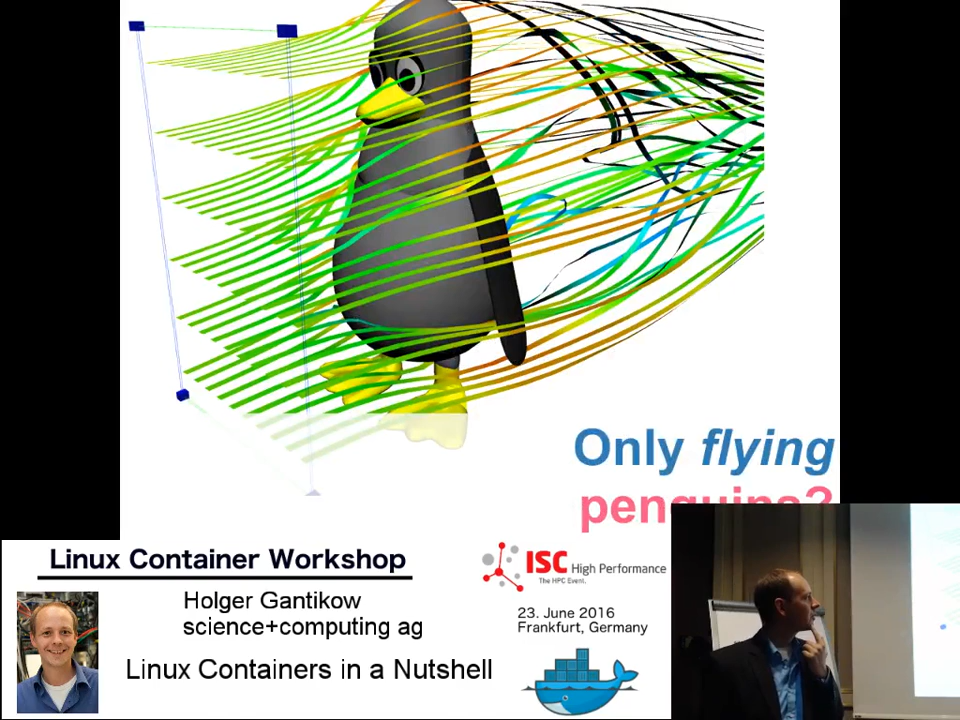 Only flying
penguins?
Linux Container Workshop
Holger Gantikow
science+computing ag
Linux Containers in a Nutshell
ISC High Performance
The HPC Event.
23. June 2016
Frankfurt, Germany